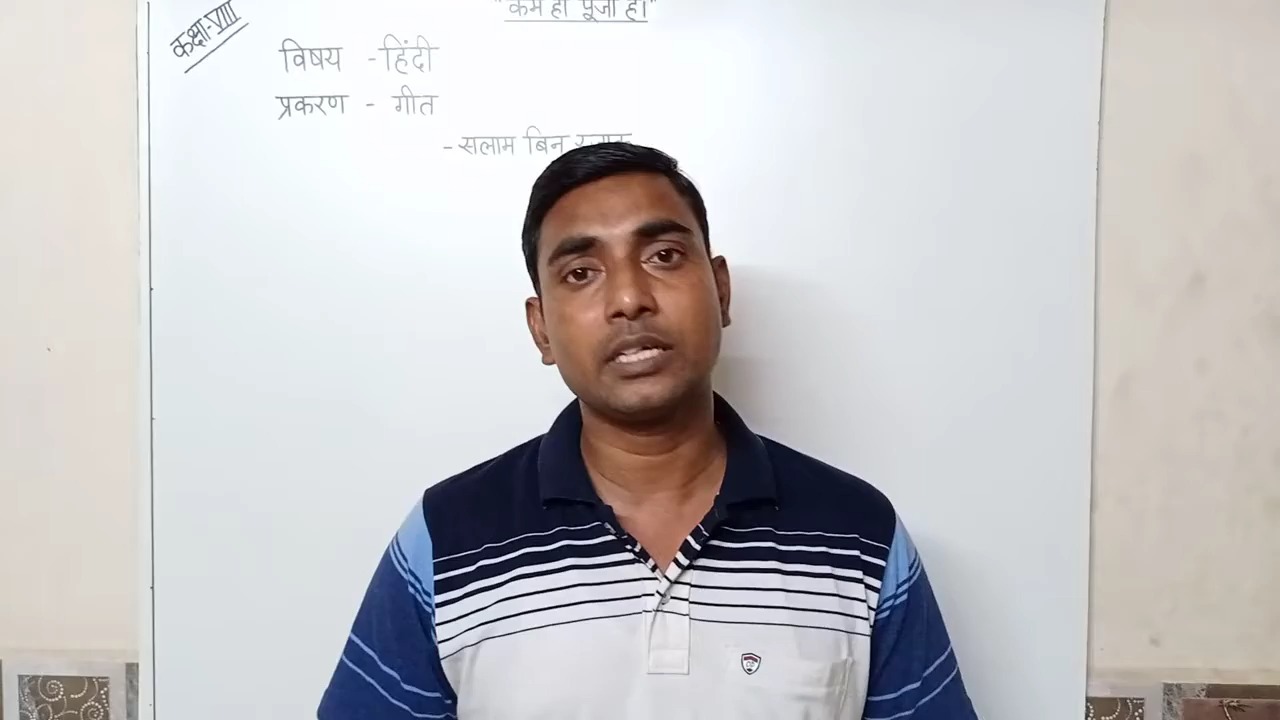 "कर्म ही पूजा है।"
कक्षा-VIII
विषय - हिंदी
प्रकरण - गीत
- सलाम बिन